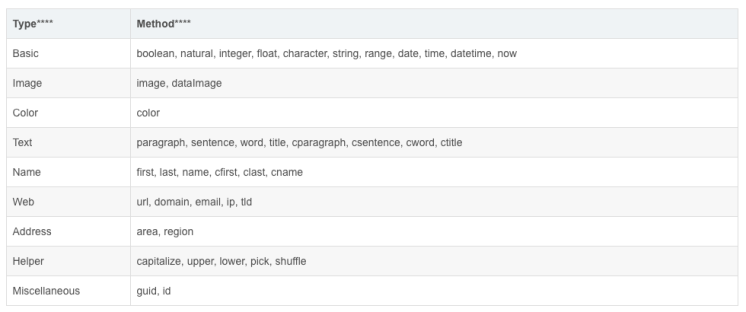 Type**** Method****
Basic boolean, natural, integer, float, character, string, range, date, time, datetime, now
Image image, dataImage
Color color
Text paragraph, sentence, word, title, cparagraph, csentence, cword, ctitle
Name first, last, name, cfirst, clast, cname
Web url, domain, email, ip, tld
Address area, region
Helper capitalize, upper, lower, pick, shuffle
Miscellaneous guid, id